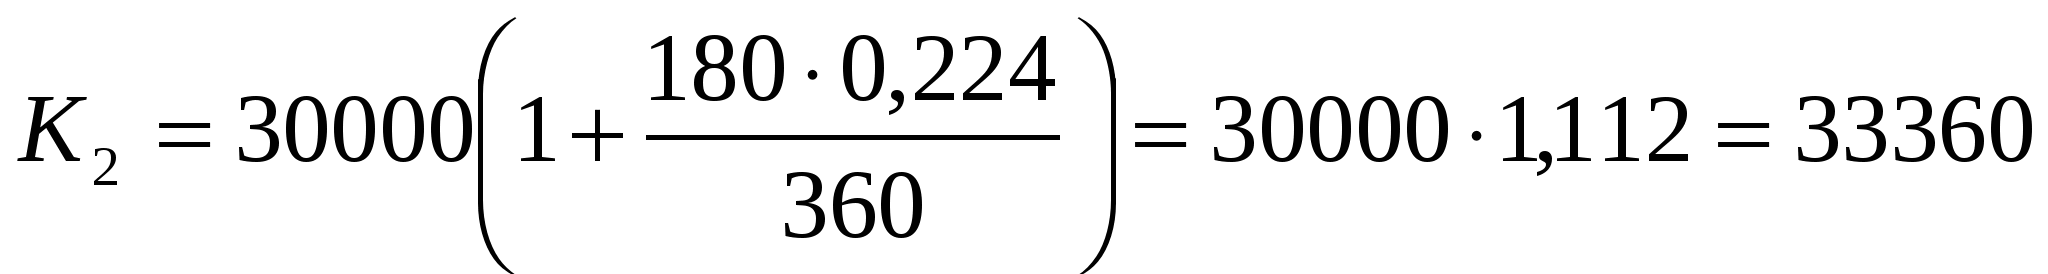 K₂ = 30000(1 + 180 · 0,224 / 360) = 30000 · 1,112 = 33360